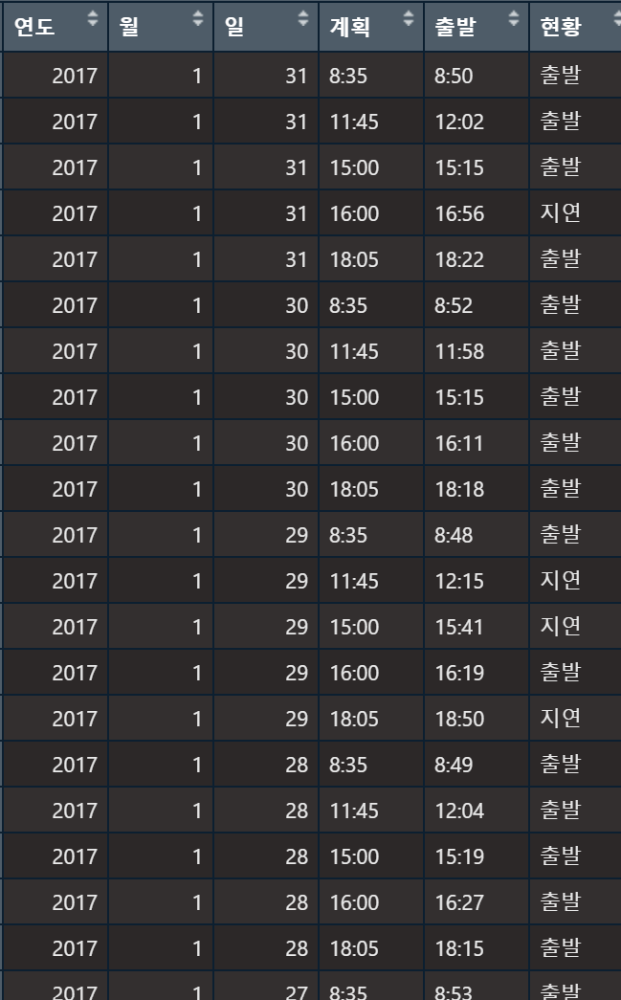 연도 월 일 계획 출발 현황
2017 1 31 8:35 8:50 출발
2017 1 31 11:45 12:02 출발
2017 1 31 15:00 15:15 출발
2017 1 31 16:00 16:56 지연
2017 1 31 18:05 18:22 출발
2017 1 30 8:35 8:52 출발
2017 1 30 11:45 11:58 출발
2017 1 30 15:00 15:15 출발
2017 1 30 16:00 16:11 출발
2017 1 30 18:05 18:18 출발
2017 1 29 8:35 8:48 출발
2017 1 29 11:45 12:15 지연
2017 1 29 15:00 15:41 지연
2017 1 29 16:00 16:19 출발
2017 1 29 18:05 18:50 지연
2017 1 28 8:35 8:49 출발
2017 1 28 11:45 12:04 출발
2017 1 28 15:00 15:19 출발
2017 1 28 16:00 16:27 출발
2017 1 28 18:05 18:15 출발
2017 1 27 8:35 8:53 출발